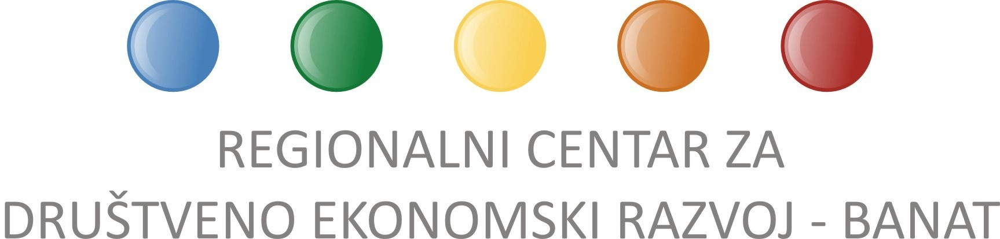 REGIONALNI CENTAR ZA
DRUŠTVENO EKONOMSKI RAZVOJ - BANAT